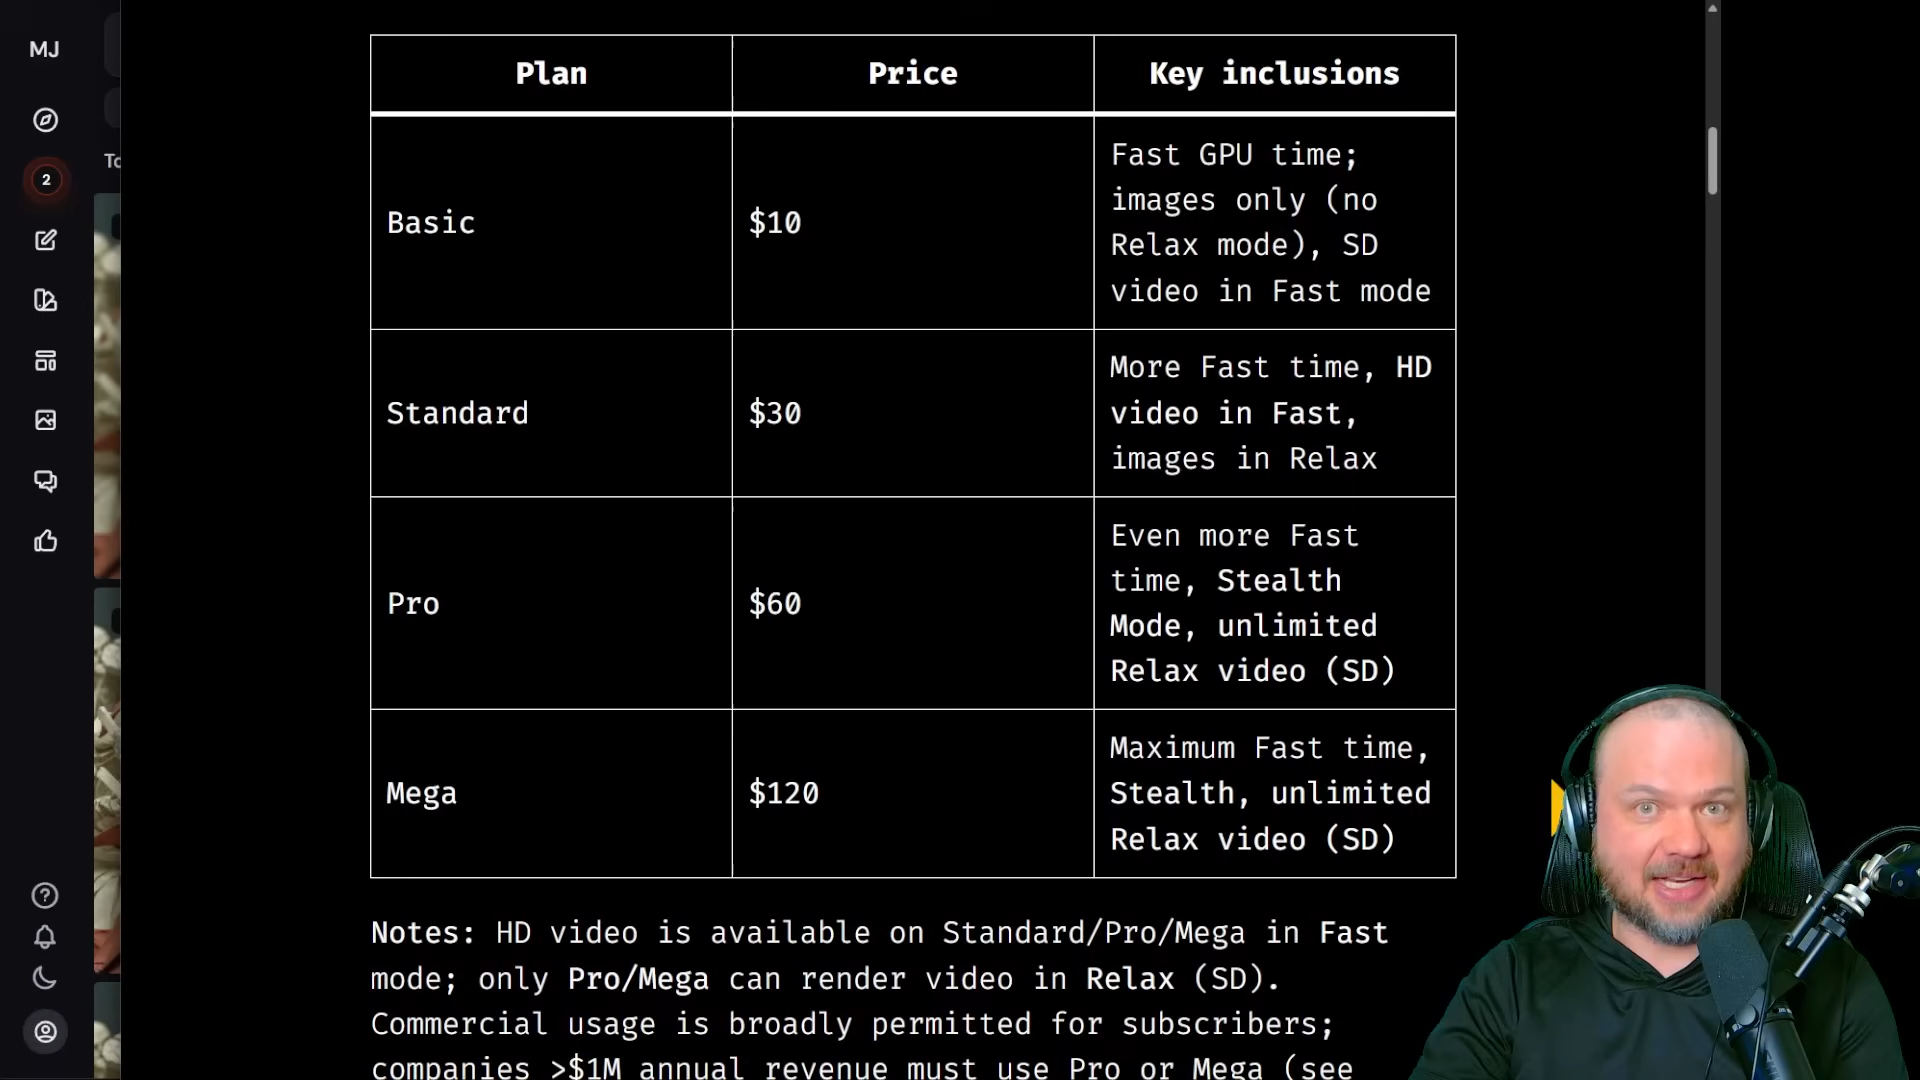 MJ
2
To
Plan
Price
Key inclusions
Basic
$10
Fast GPU time;
images only (no
Relax mode), SD
video in Fast mode
Standard
$30
More Fast time, HD
video in Fast,
images in Relax
Pro
$60
Even more Fast
time, Stealth
Mode, unlimited
Relax video (SD)
Mega
$120
Maximum Fast time,
Stealth, unlimited
Relax video (SD)
Notes: HD video is available on Standard/Pro/Mega in Fast
mode; only Pro/Mega can render video in Relax (SD).
Commercial usage is broadly permitted for subscribers;
companies >$1M annual revenue must use Pro or Mega (see